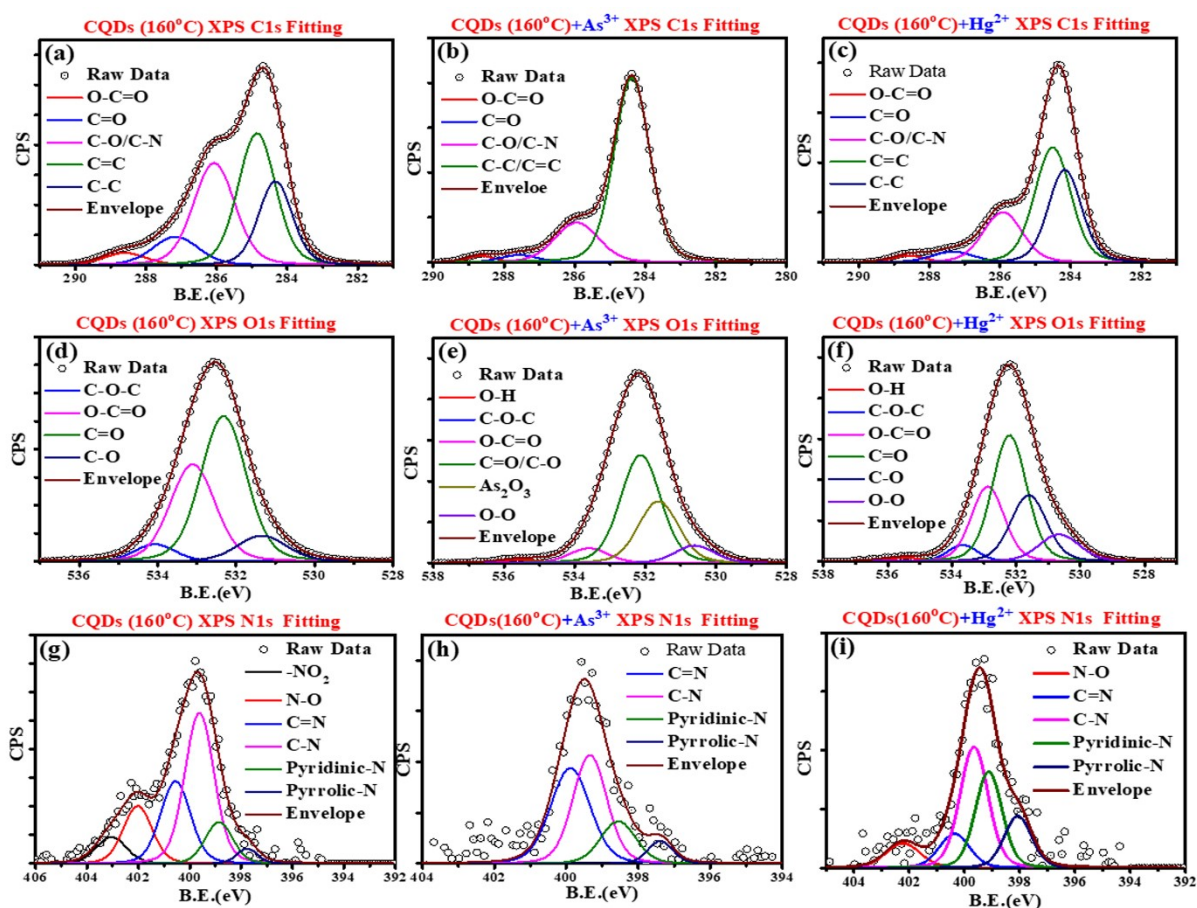 CQDs (160°C) XPS C1s Fitting
(a)
Raw Data
O-C=O
C=O
C-O/C-N
C=C
C-C
Envelope
CPS
290 288 286 284 282
B.E.(eV)
CQDs (160°C)+As³⁺ XPS C1s Fitting
(b)
Raw Data
O-C=O
C=O
C-O/C-N
C-C/C=C
Enveloe
CPS
290 288 286 284 282 280
B.E.(eV)
CQDs (160°C)+Hg²⁺ XPS C1s Fitting
(c)
Raw Data
O-C=O
C=O
C-O/C-N
C=C
C-C
Envelope
CPS
290 288 286 284 282
B.E.(eV)
CQDs (160°C) XPS O1s Fitting
(d)
Raw Data
C-O-C
O-C=O
C=O
C-O
Envelope
CPS
536 534 532 530 528
B.E.(eV)
CQDs (160°C)+As³⁺ XPS O1s Fitting
(e)
Raw Data
O-H
C-O-C
O-C=O
C=O/C-O
As₂O₃
O-O
Envelope
CPS
538 536 534 532 530 528
B.E.(eV)
CQDs (160°C)+Hg²⁺ XPS O1s Fitting
(f)
Raw Data
O-H
C-O-C
O-C=O
C=O
C-O
O-O
Envelope
CPS
538 536 534 532 530 528
B.E.(eV)
CQDs (160°C) XPS N1s Fitting
(g)
Raw Data
-NO₂
N-O
C=N
C-N
Pyridinic-N
Pyrrolic-N
Envelope
CPS
406 404 402 400 398 396 394 392
B.E.(eV)
CQDs(160°C)+As³⁺ XPS N1s Fitting
(h)
Raw Data
C=N
C-N
Pyridinic-N
Pyrrolic-N
Envelope
CPS
404 402 400 398 396 394
B.E.(eV)
CQDs(160°C)+Hg²⁺ XPS N1s Fitting
(i)
Raw Data
N-O
C=N
C-N
Pyridinic-N
Pyrrolic-N
Envelope
CPS
404 402 400 398 396 394 392
B.E.(eV)